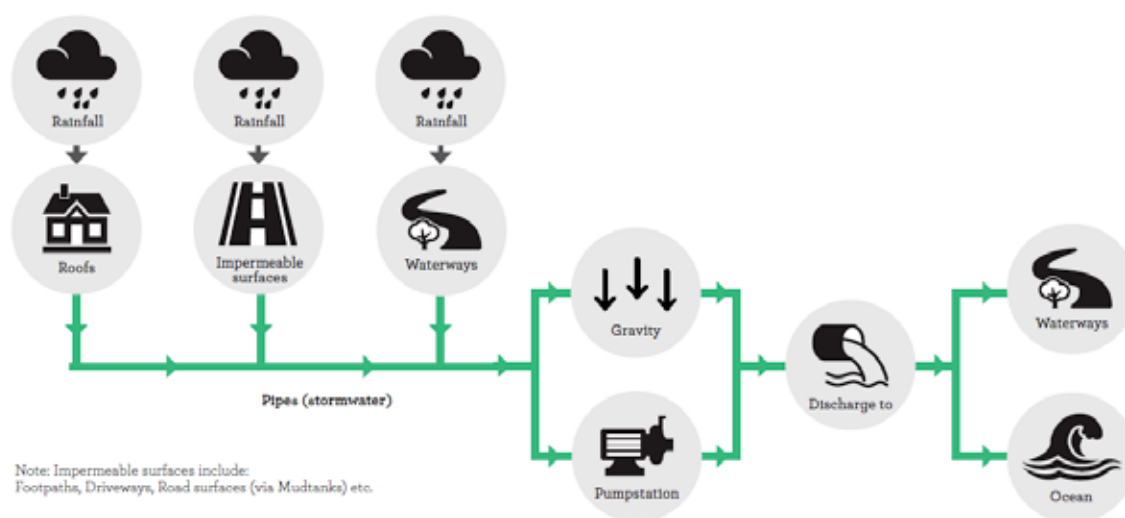 Rainfall
Rainfall
Rainfall
Roofs
Impermeable
surfaces
Waterways
Gravity
Waterways
Pipes (stormwater)
Discharge to
Pumpstation
Ocean
Note: Impermeable surfaces include:
Footpaths, Driveways, Road surfaces (via Mudtanks) etc.